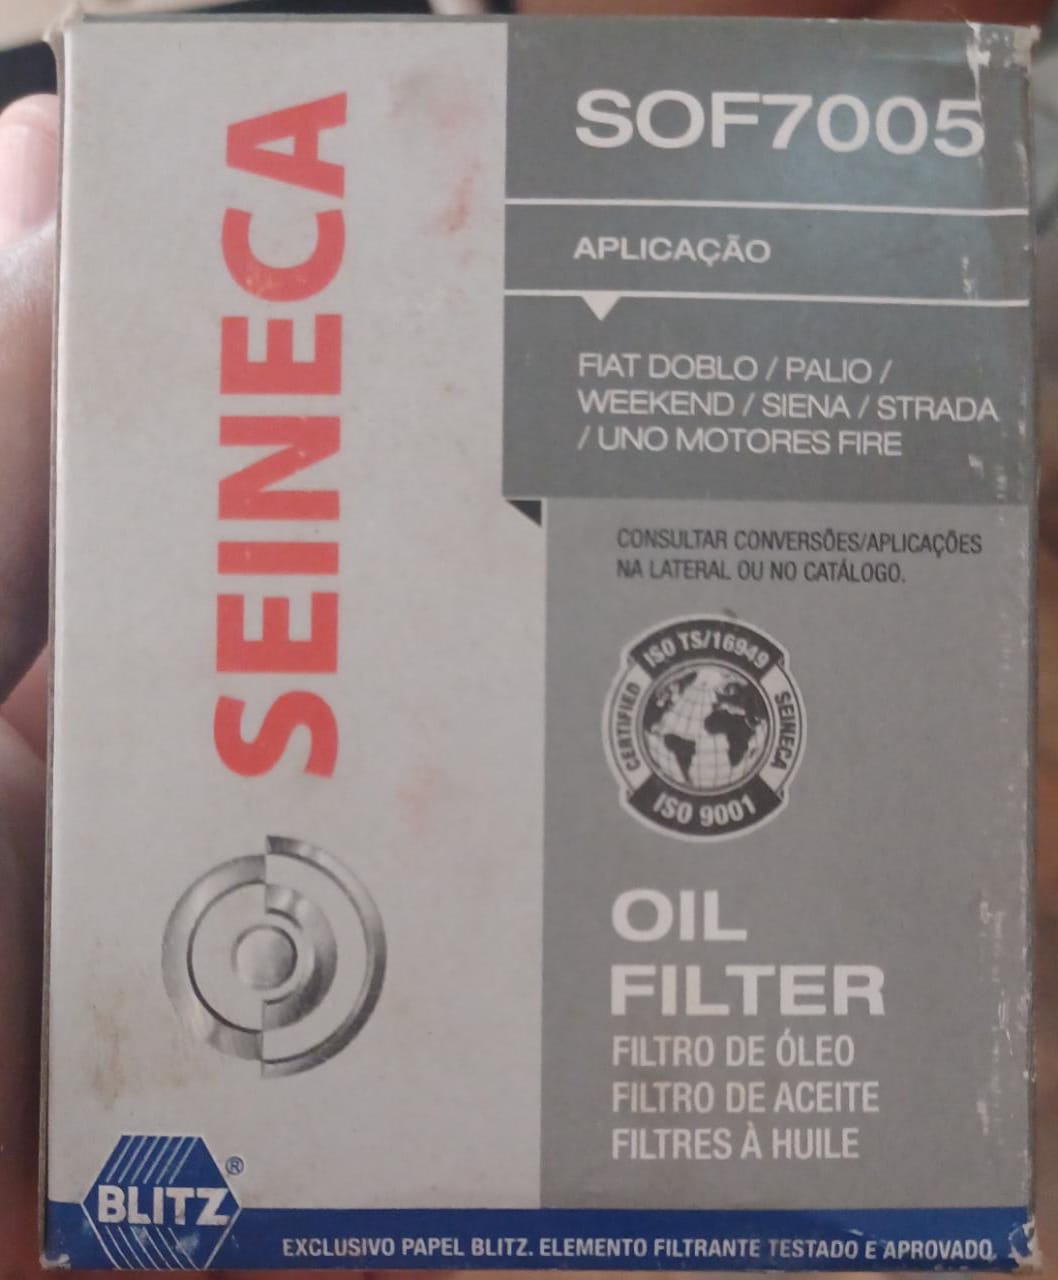 SEINECA
SOF7005
APLICAÇÃO
FIAT DOBLO / PALIO /
WEEKEND / SIENA / STRADA
/ UNO MOTORES FIRE
CONSULTAR CONVERSÕES/APLICAÇÕES
NA LATERAL OU NO CATÁLOGO.
ISO TS/16949
CERTIFIED
SEINECA
ISO 9001
OIL
FILTER
FILTRO DE ÓLEO
FILTRO DE ACEITE
FILTRES À HUILE
BLITZ®
EXCLUSIVO PAPEL BLITZ. ELEMENTO FILTRANTE TESTADO E APROVADO.